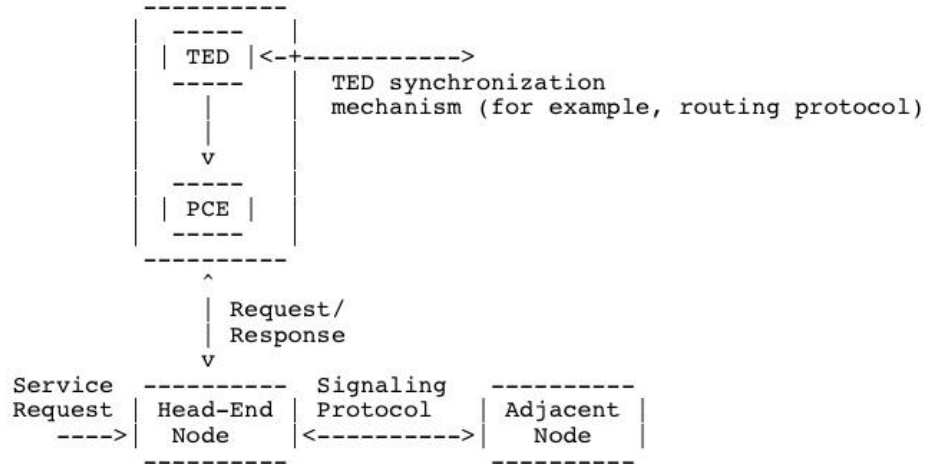 TED
TED synchronization
mechanism (for example, routing protocol)
PCE
Request/
Response
Service
Request
Head-End
Node
Signaling
Protocol
Adjacent
Node